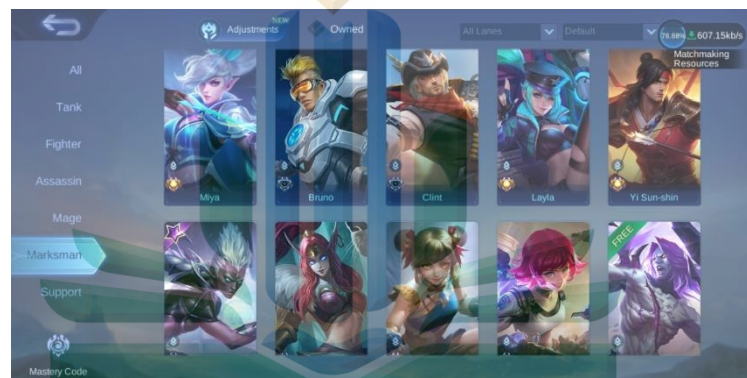 NEW
Adjustments
Owned
All Lanes
Default
78.88%
607.15kb/s
Matchmaking
Resources
All
Tank
Fighter
Assassin
Mage
Marksman
Support
Mastery Code
Miya
Bruno
Clint
Layla
Yi Sun-shin
FREE